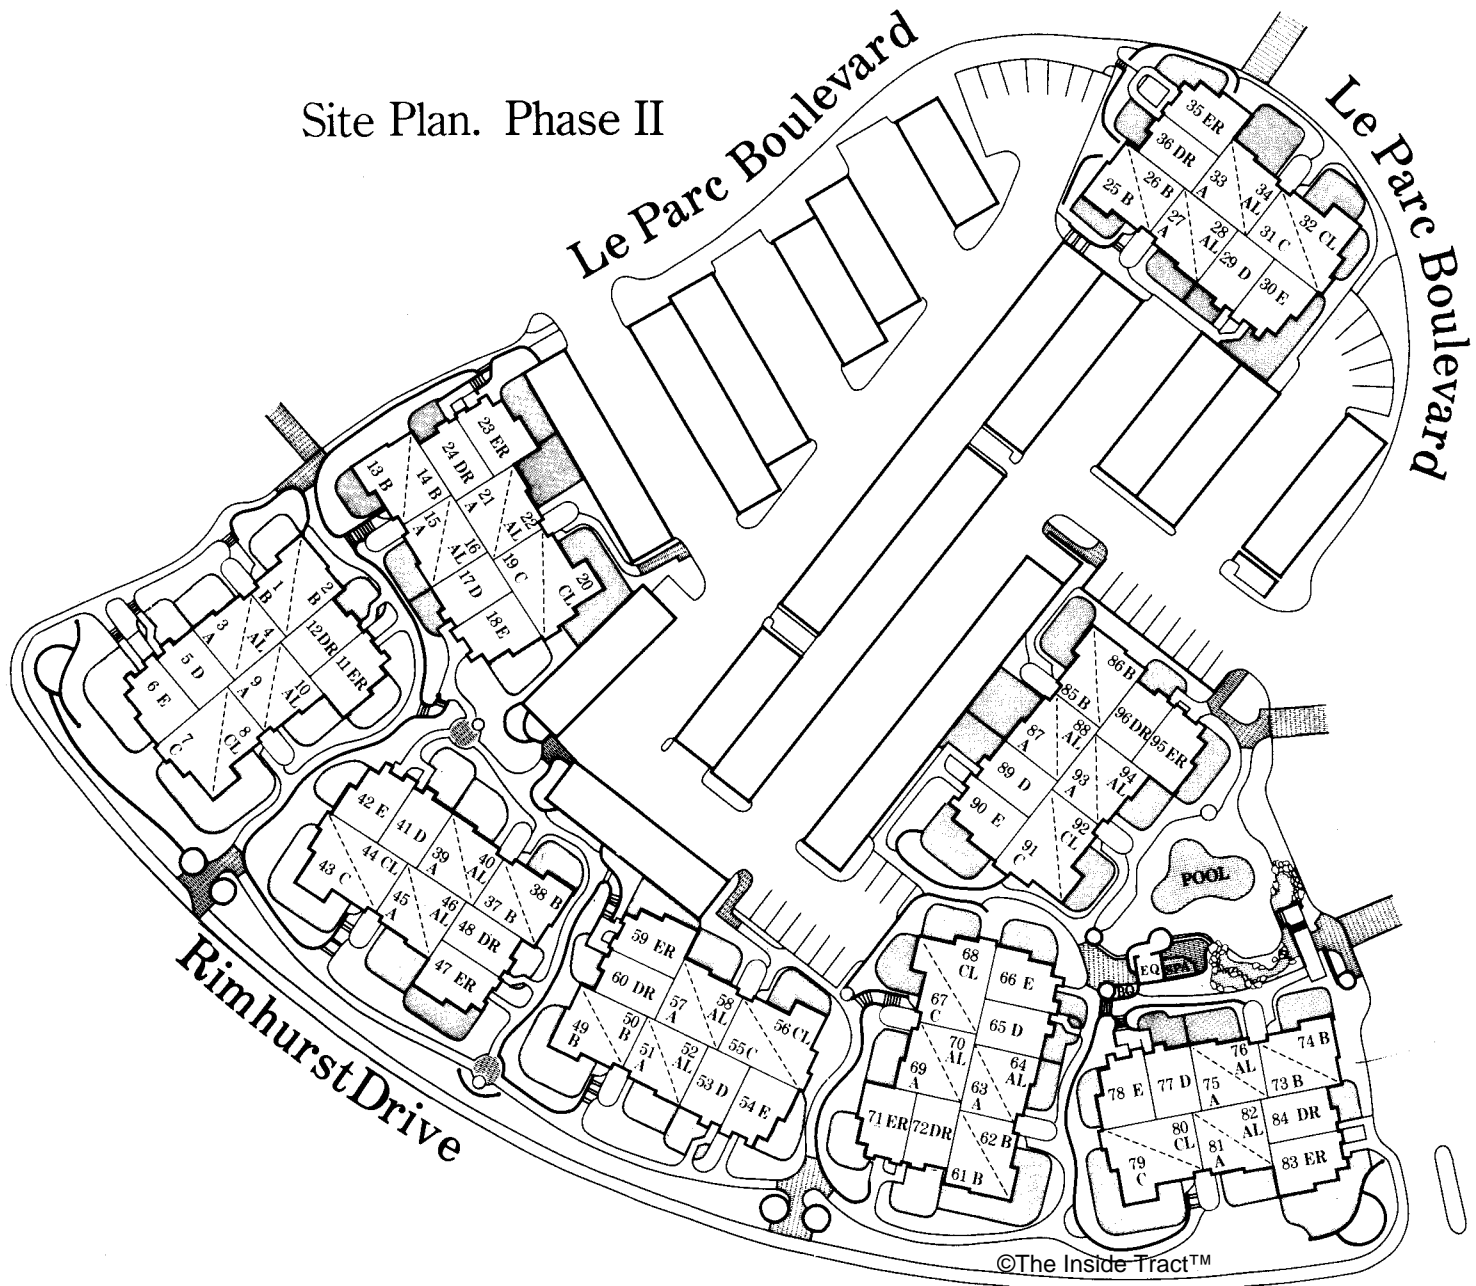 Site Plan. Phase II
Le Parc Boulevard
Le Parc Boulevard
35 ER
36 DR
33 A
34 AL
25 B
26 B
27 A
28 AL
29 D
30 E
31 C
32 CL
23 ER
24 DR
13 B
14 B
21 A
22 AL
15 A
16 AL
19 C
20 CL
17 D
18 E
1 B
2 B
3 A
4 AL
12 DR
11 ER
5 D
6 E
9 A
10 AL
7 C
8 CL
42 E
41 D
39 A
40 AL
38 B
37 B
44 CL
43 C
45 A
46 AL
48 DR
47 ER
59 ER
60 DR
57 A
58 AL
56 CL
55 C
49 B
50 B
51 A
52 AL
53 D
54 E
86 B
85 B
96 DR
95 ER
87 A
88 AL
89 D
90 E
93 A
94 AL
91 C
92 CL
POOL
EQ
SPA
BQ
68 CL
66 E
67 C
65 D
70 AL
69 A
64 AL
63 A
71 ER
72 DR
62 B
61 B
78 E
77 D
75 A
76 AL
74 B
73 B
80 CL
79 C
81 A
82 AL
84 DR
83 ER
Rimhurst Drive
©The Inside Tract™